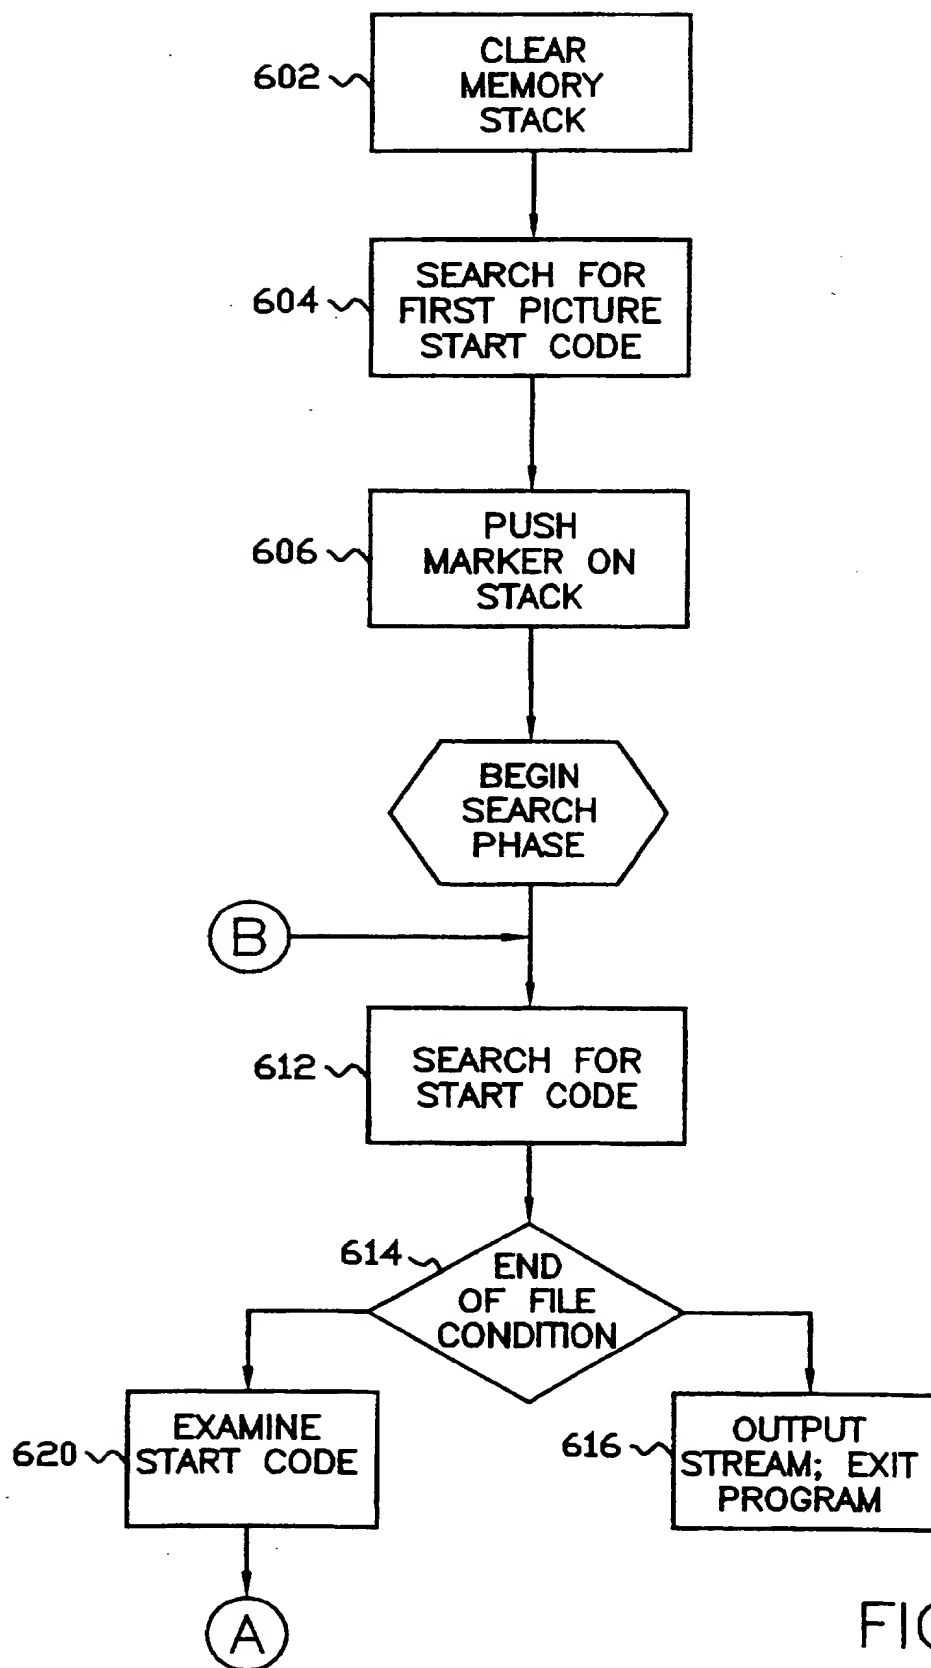 CLEAR
602 MEMORY
STACK
SEARCH FOR
604 FIRST PICTURE
START CODE
PUSH
606 MARKER ON
STACK
BEGIN
SEARCH
PHASE
B
612 SEARCH FOR
START CODE
614 END
OF FILE
CONDITION
EXAMINE
620 START CODE
OUTPUT
616 STREAM; EXIT
PROGRAM
A